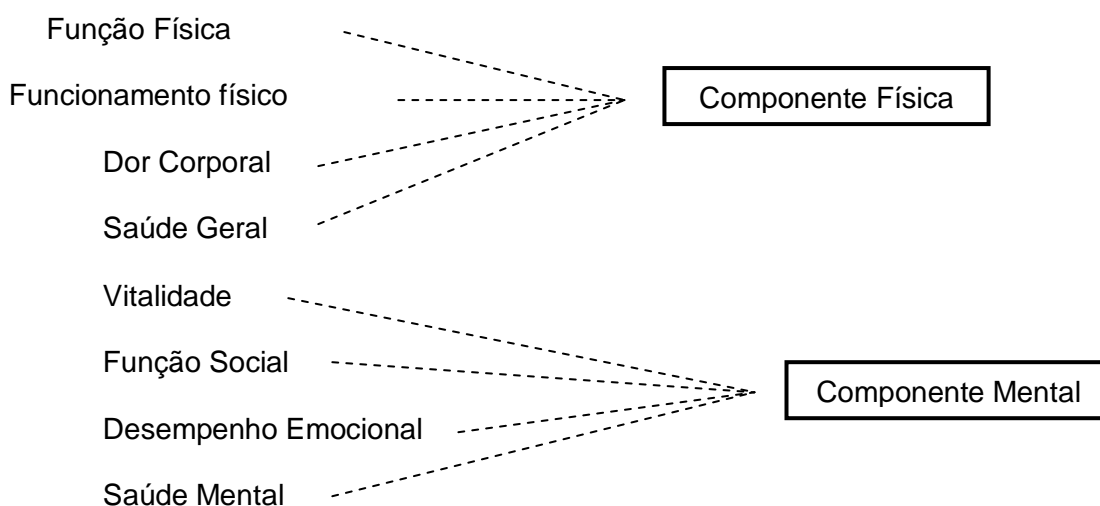 Função Física
Funcionamento físico
Componente Física
Dor Corporal
Saúde Geral
Vitalidade
Função Social
Componente Mental
Desempenho Emocional
Saúde Mental